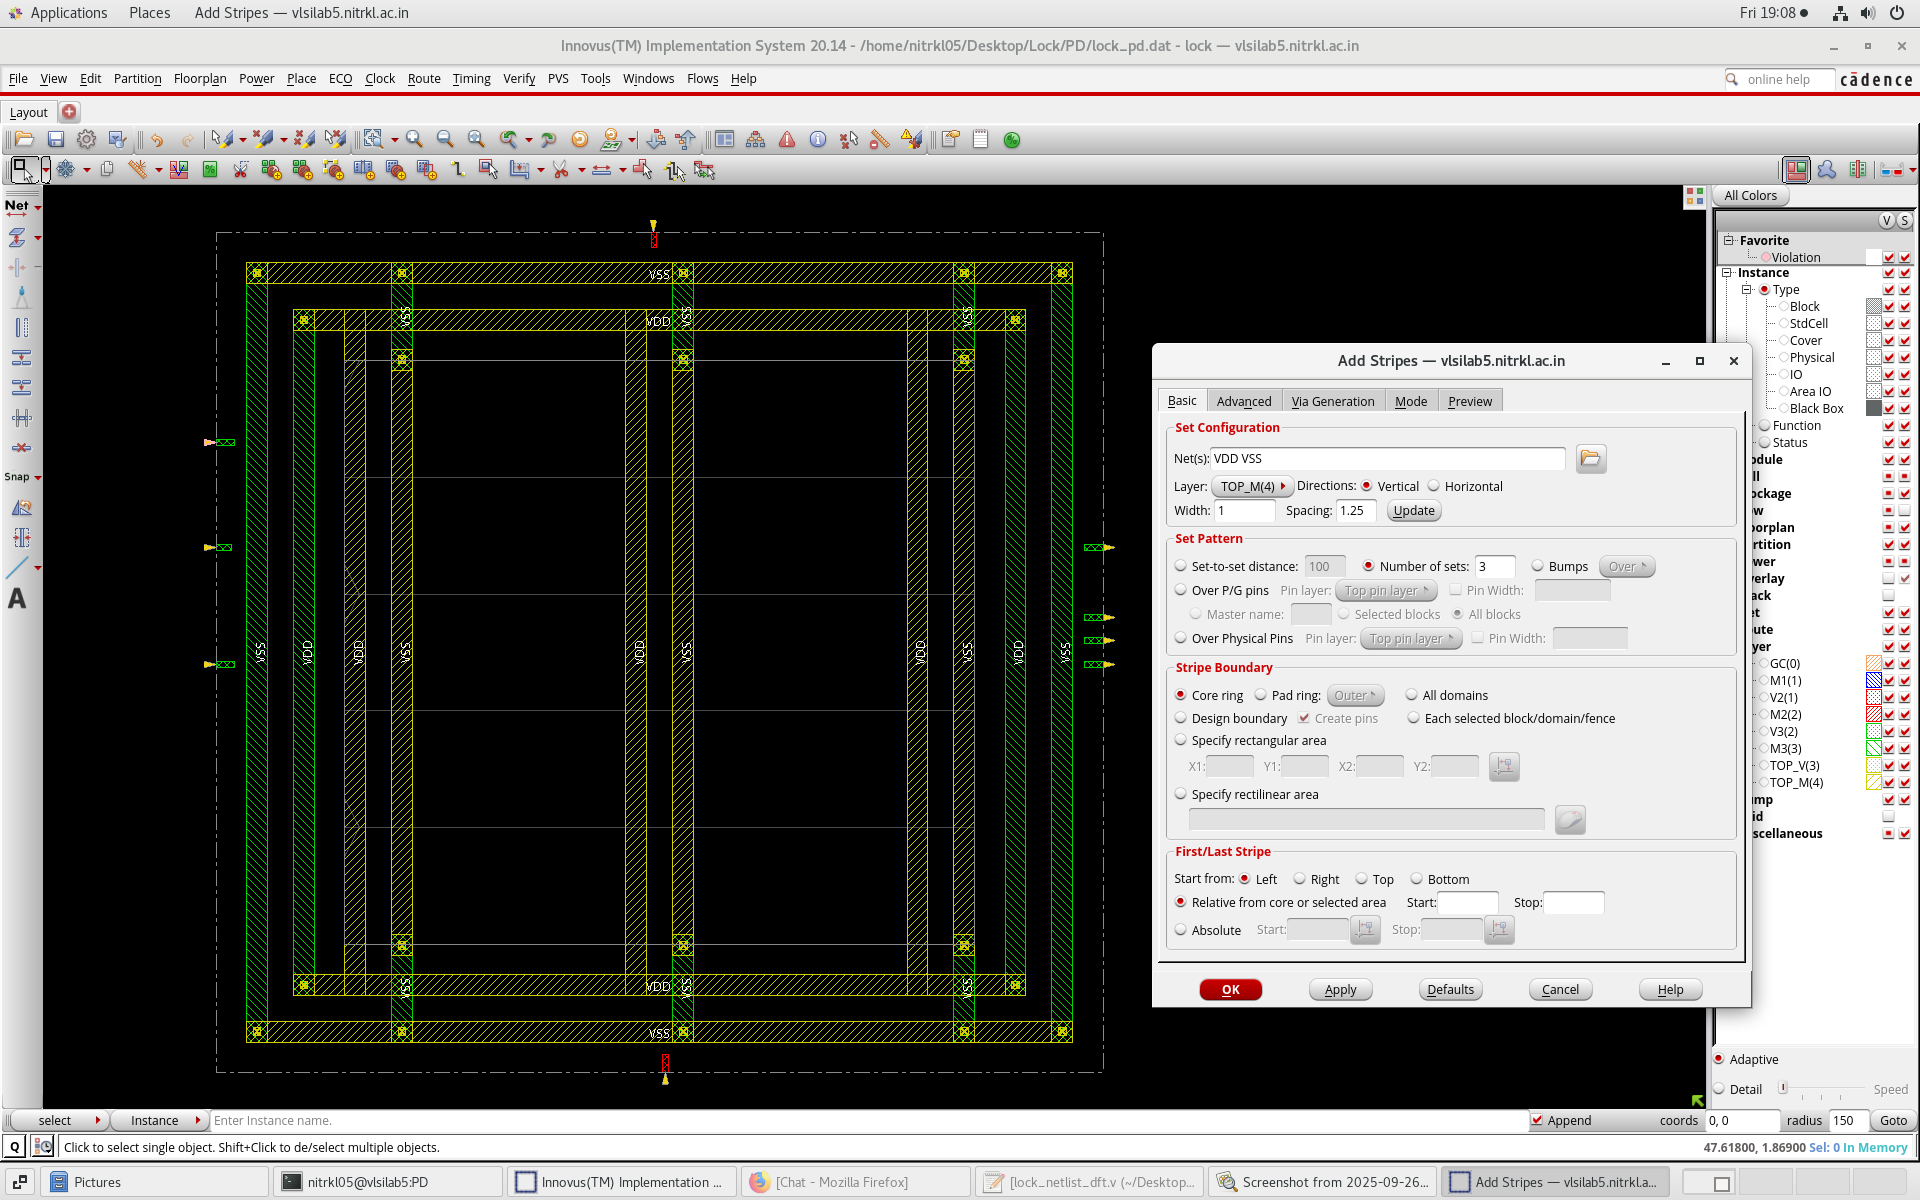 Applications Places Add Stripes — vlsilab5.nitrkl.ac.in Fri 19:08
Innovus(TM) Implementation System 20.14 - /home/nitrkl05/Desktop/Lock/PD/lock_pd.dat - lock — vlsilab5.nitrkl.ac.in
File View Edit Partition Floorplan Power Place ECO Clock Route Timing Verify PVS Tools Windows Flows Help online help cādence
Layout
Net
Snap
A
VSS
VSS VSS VSS
VDD
VSS VDD VDD VSS VDD VSS VDD VSS VDD VSS
VSS VDD VSS VSS
VSS
All Colors
V S
Favorite
Violation
Instance
Type
Block
StdCell
Cover
Physical
IO
Area IO
Black Box
Function
Status
odule
ll
ockage
ow
oorplan
rtition
ower
verlay
ack
et
oute
yer
GC(0)
M1(1)
V2(1)
M2(2)
V3(2)
M3(3)
TOP_V(3)
TOP_M(4)
ump
id
scellaneous
Adaptive
Detail Speed
Add Stripes — vlsilab5.nitrkl.ac.in
Basic Advanced Via Generation Mode Preview
Set Configuration
Net(s): VDD VSS
Layer: TOP_M(4) Directions: Vertical Horizontal
Width: 1 Spacing: 1.25 Update
Set Pattern
Set-to-set distance: 100 Number of sets: 3 Bumps Over
Over P/G pins Pin layer: Top pin layer Pin Width:
Master name: Selected blocks All blocks
Over Physical Pins Pin layer: Top pin layer Pin Width:
Stripe Boundary
Core ring Pad ring: Outer All domains
Design boundary Create pins Each selected block/domain/fence
Specify rectangular area
X1: Y1: X2: Y2:
Specify rectilinear area
First/Last Stripe
Start from: Left Right Top Bottom
Relative from core or selected area Start: Stop:
Absolute Start: Stop:
OK Apply Defaults Cancel Help
select Instance Enter Instance name. Append coords 0, 0 radius 150 Goto
Q Click to select single object. Shift+Click to de/select multiple objects. 47.61800, 1.86900 Sel: 0 In Memory
Pictures nitrkl05@vlsilab5:PD Innovus(TM) Implementation ... [Chat - Mozilla Firefox] [lock_netlist_dft.v (~/Desktop... Screenshot from 2025-09-26... Add Stripes — vlsilab5.nitrkl.a...